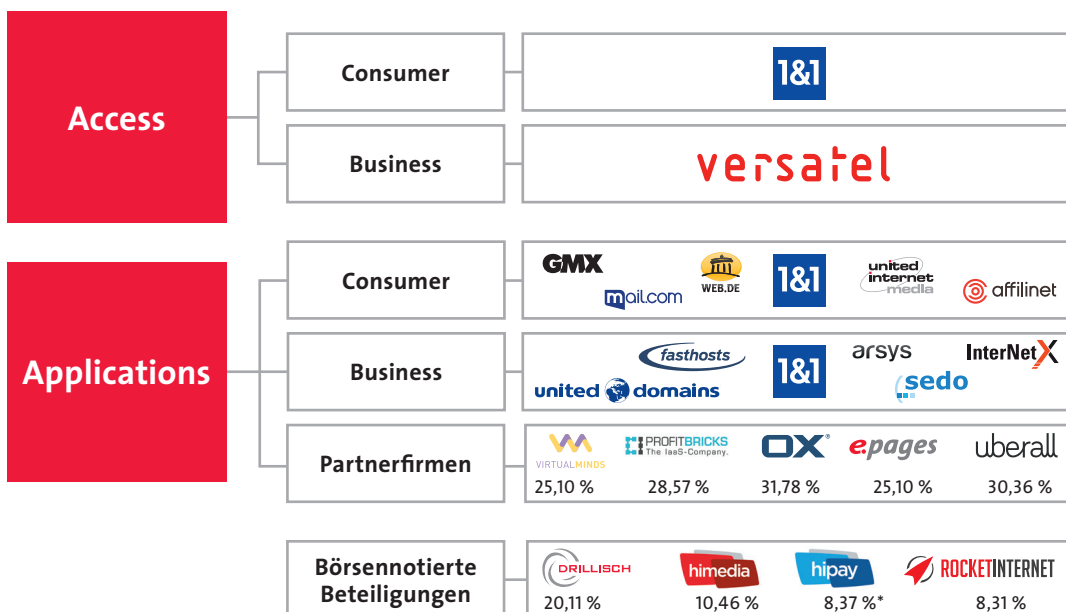 Access
Consumer
1&1
Business
versatel
Applications
Consumer
GMX
mail.com
WEB.DE
1&1
united
internet
media
affilinet
Business
fasthosts
united domains
1&1
arsys
sedo
InterNetX
Partnerfirmen
VIRTUALMINDS
25,10 %
PROFITBRICKS
The IaaS-Company.
28,57 %
OX®
31,78 %
e.pages
25,10 %
uberall
30,36 %
Börsennotierte
Beteiligungen
DRILLISCH
20,11 %
himedia
10,46 %
hipay
8,37 %*
ROCKETINTERNET
8,31 %